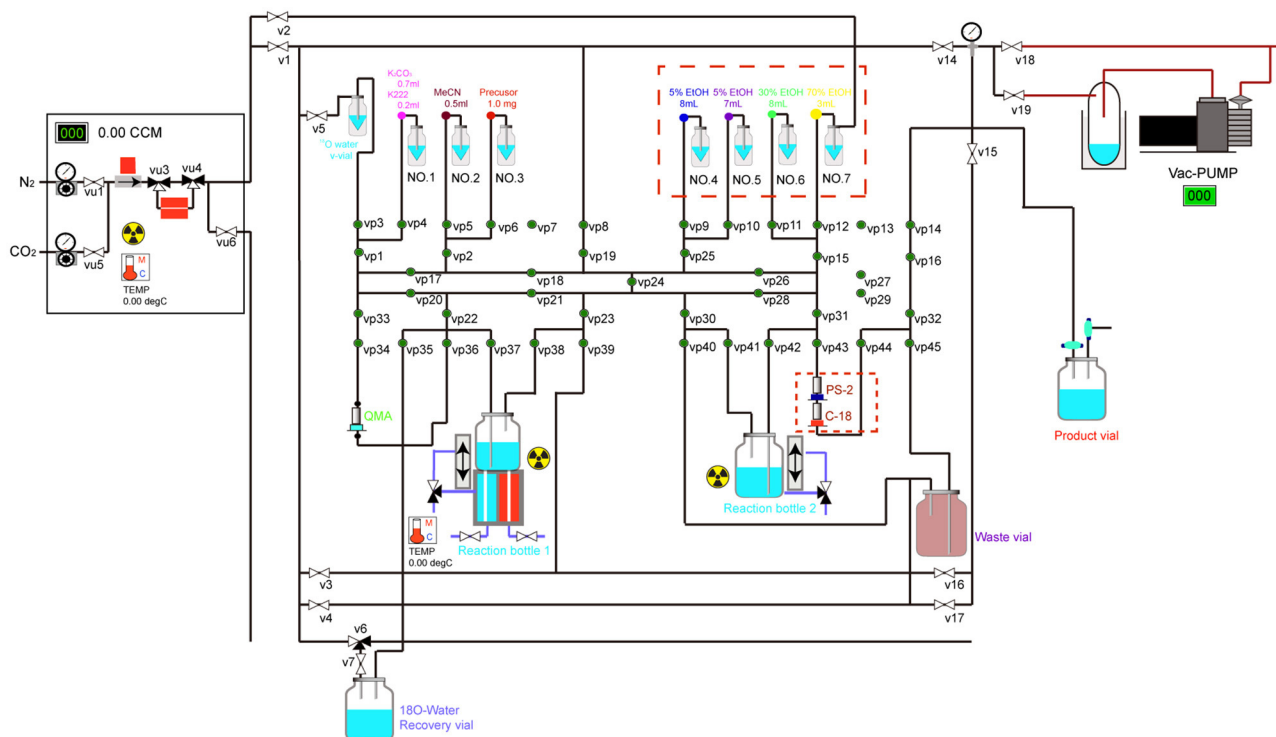 v2
v1
v14
v18
v19
v15
000
0.00 CCM
N₂
vu1
vu3
vu4
CO₂
vu5
vu6
M
C
TEMP
0.00 degC
v5
18O water
v-vial
K₂CO₃
0.7ml
K222
0.2ml
MeCN
0.5ml
Precusor
1.0 mg
NO.1
NO.2
NO.3
5% EtOH
8mL
5% EtOH
7mL
30% EtOH
8mL
70% EtOH
3mL
NO.4
NO.5
NO.6
NO.7
Vac-PUMP
000
vp3
vp4
vp5
vp6
vp7
vp8
vp9
vp10
vp11
vp12
vp13
vp14
vp1
vp2
vp19
vp25
vp15
vp16
vp17
vp18
vp24
vp26
vp27
vp20
vp21
vp28
vp29
vp33
vp22
vp23
vp30
vp31
vp32
vp34
vp35
vp36
vp37
vp38
vp39
vp40
vp41
vp42
vp43
vp44
vp45
QMA
PS-2
C-18
Product vial
M
C
TEMP
0.00 degC
Reaction bottle 1
Reaction bottle 2
Waste vial
v3
v16
v4
v17
v6
v7
18O-Water
Recovery vial